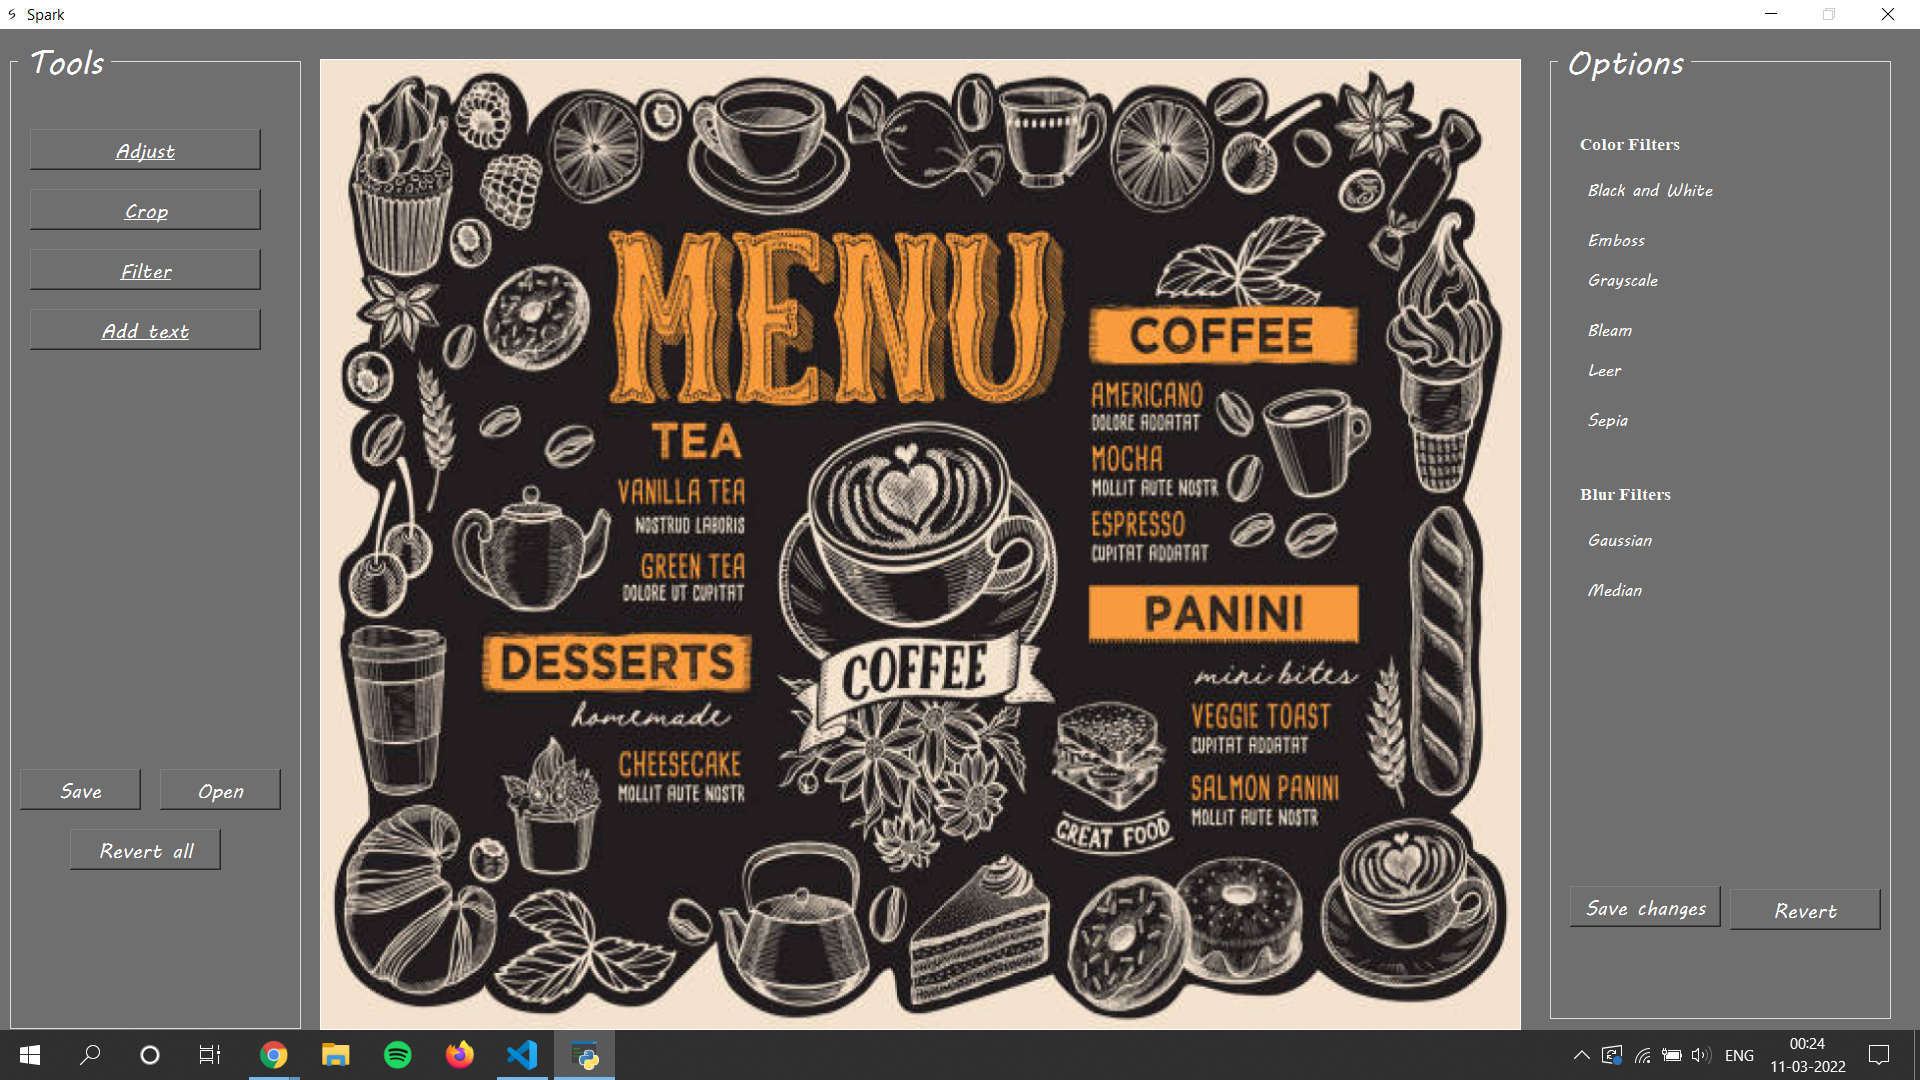 Spark
Tools
Adjust
Crop
Filter
Add text
Save
Open
Revert all
MENU
TEA
VANILLA TEA
NOSTRUD LABORIS
GREEN TEA
DOLORE UT CUPITAT
DESSERTS
homemade
CHEESECAKE
MOLLIT AUTE NOSTR
COFFEE
COFFEE
AMERICANO
DOLORE ADDATAT
MOCHA
MOLLIT AUTE NOSTR
ESPRESSO
CUPITAT ADDATAT
PANINI
mini bites
VEGGIE TOAST
CUPITAT ADDATAT
SALMON PANINI
MOLLIT AUTE NOSTR
GREAT FOOD
Options
Color Filters
Black and White
Emboss
Grayscale
Bleam
Leer
Sepia
Blur Filters
Gaussian
Median
Save changes
Revert
ENG
00:24
11-03-2022